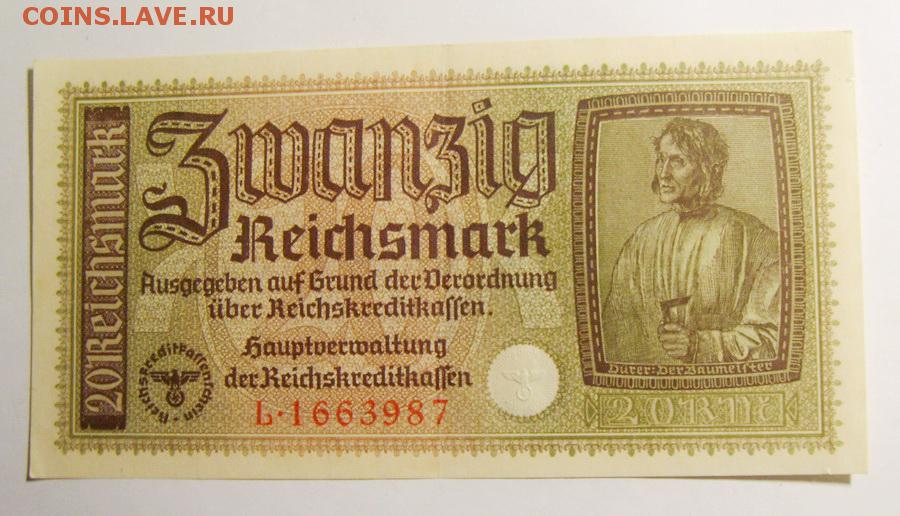 COINS.LAVE.RU
20 Reichsmark
Zwanzig
Reichsmark
Ausgegeben auf Grund der Verordnung
über Reichskreditkassen.
Hauptverwaltung
der Reichskreditkassen
Reichskreditkassenschein
L·1663987
Dürer: Der Baumeister
20 RM